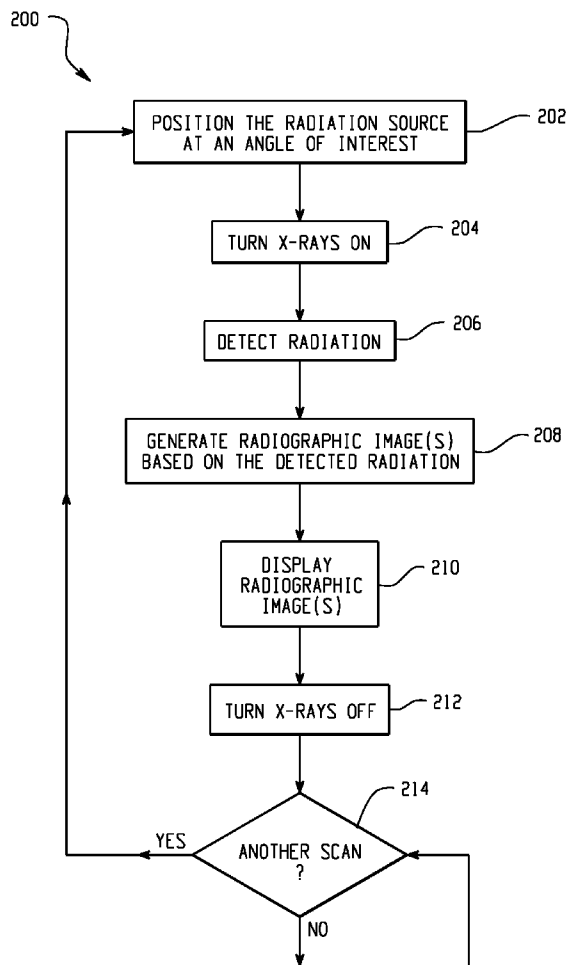 200
POSITION THE RADIATION SOURCE
AT AN ANGLE OF INTEREST
202
TURN X-RAYS ON
204
DETECT RADIATION
206
GENERATE RADIOGRAPHIC IMAGE(S)
BASED ON THE DETECTED RADIATION
208
DISPLAY
RADIOGRAPHIC
IMAGE(S)
210
TURN X-RAYS OFF
212
214
YES
ANOTHER SCAN
?
NO